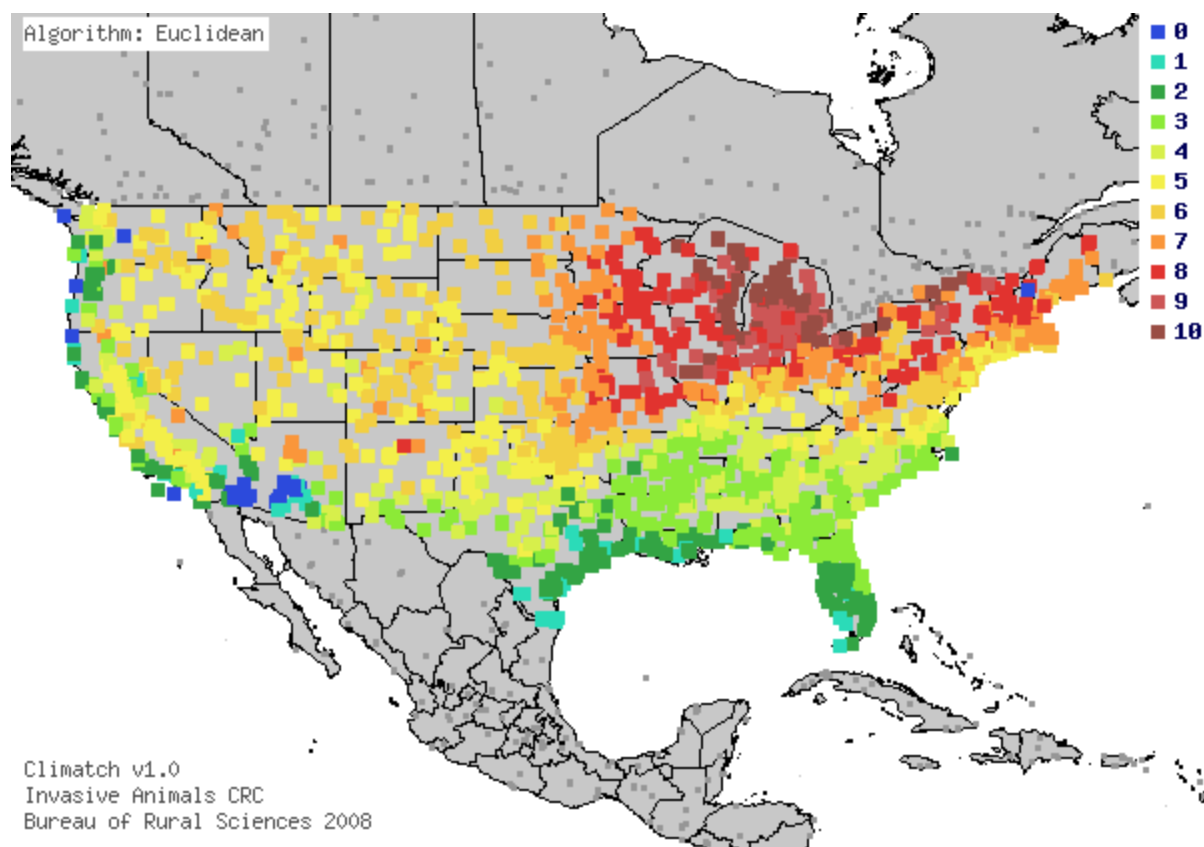 Algorithm: Euclidean
0
1
2
3
4
5
6
7
8
9
10
Climatch v1.0
Invasive Animals CRC
Bureau of Rural Sciences 2008